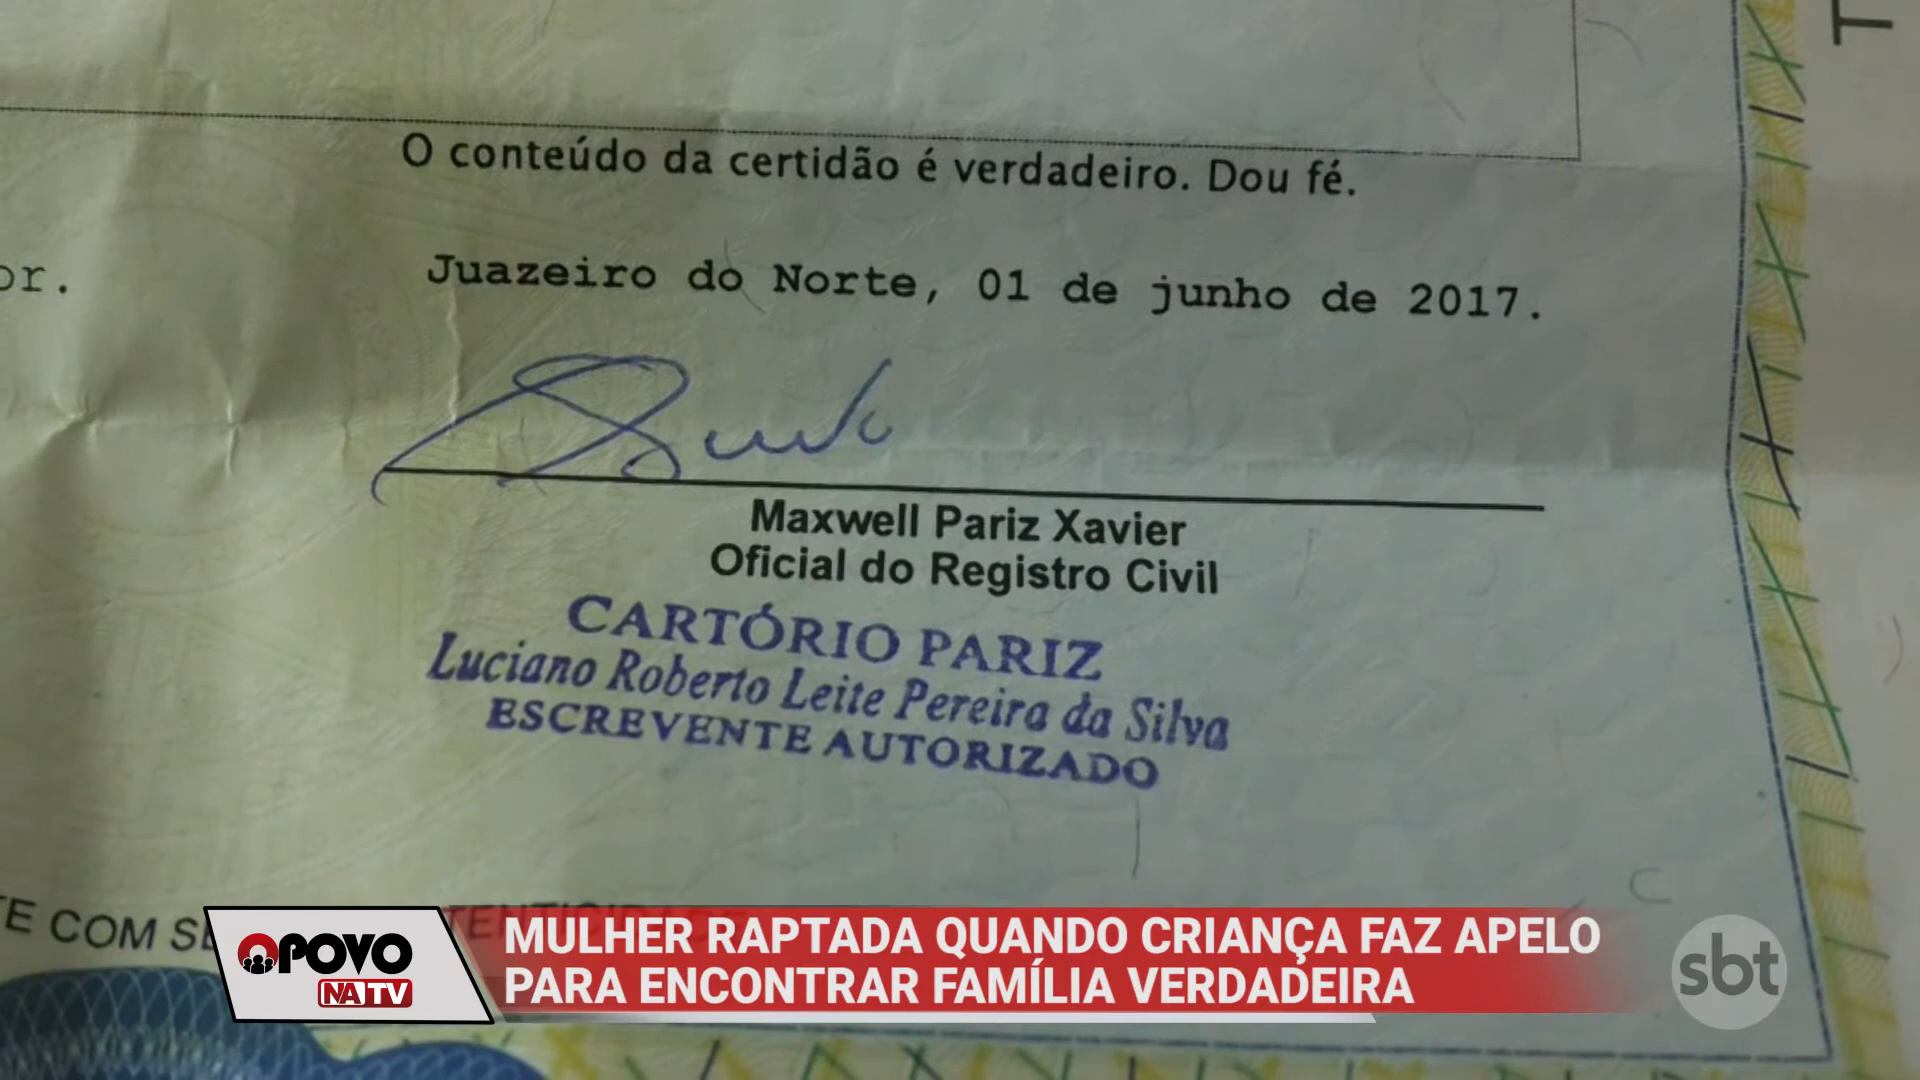 T
O conteúdo da certidão é verdadeiro. Dou fé.
or.
Juazeiro do Norte, 01 de junho de 2017.
Maxwell Pariz Xavier
Oficial do Registro Civil
CARTÓRIO PARIZ
Luciano Roberto Leite Pereira da Silva
ESCREVENTE AUTORIZADO
TE COM SE
O POVO
NA TV
MULHER RAPTADA QUANDO CRIANÇA FAZ APELO
PARA ENCONTRAR FAMÍLIA VERDADEIRA
sbt